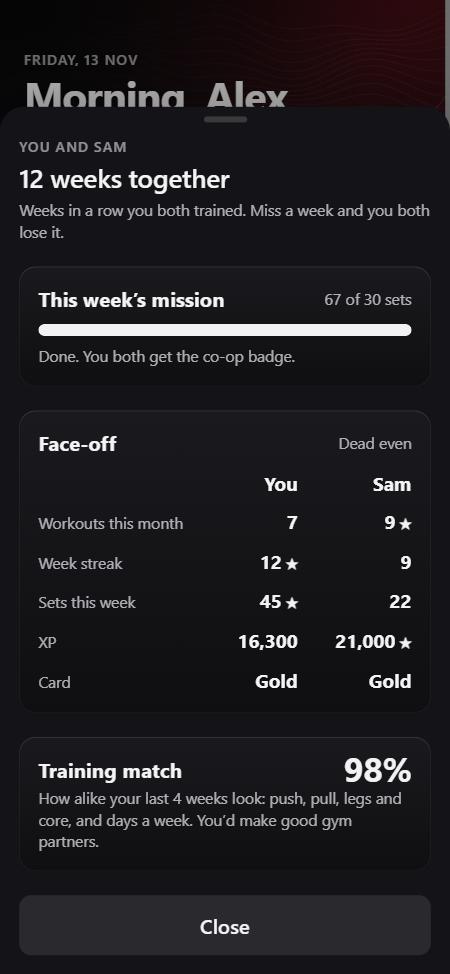 FRIDAY, 13 NOV
Morning, Alex
YOU AND SAM
12 weeks together
Weeks in a row you both trained. Miss a week and you both
lose it.
This week's mission 67 of 30 sets
Done. You both get the co-op badge.
Face-off Dead even
You Sam
Workouts this month 7 9 ★
Week streak 12 ★ 9
Sets this week 45 ★ 22
XP 16,300 21,000 ★
Card Gold Gold
Training match 98%
How alike your last 4 weeks look: push, pull, legs and
core, and days a week. You'd make good gym
partners.
Close